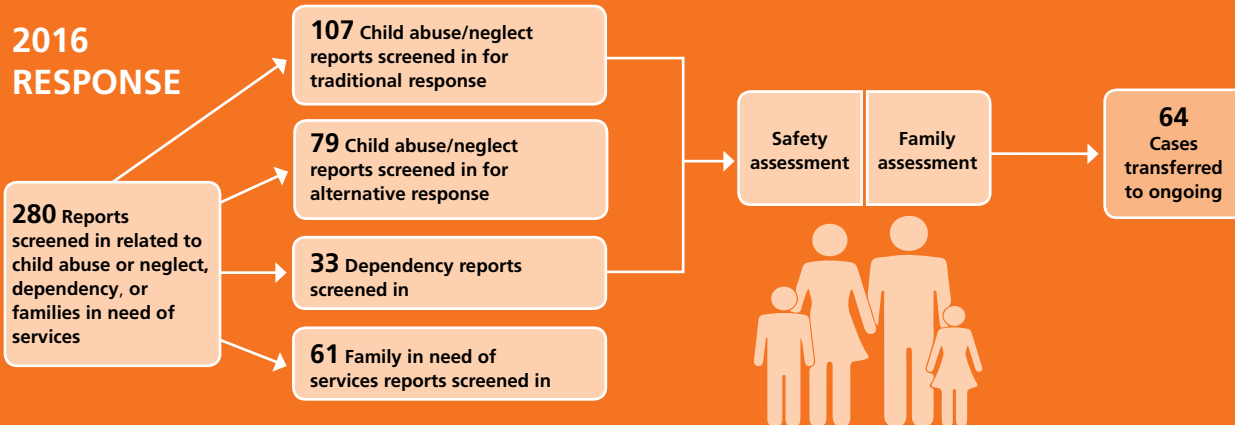 2016
RESPONSE
280 Reports
screened in related to
child abuse or neglect,
dependency, or
families in need of
services
107 Child abuse/neglect
reports screened in for
traditional response
79 Child abuse/neglect
reports screened in for
alternative response
33 Dependency reports
screened in
61 Family in need of
services reports screened in
Safety
assessment
Family
assessment
64
Cases
transferred
to ongoing